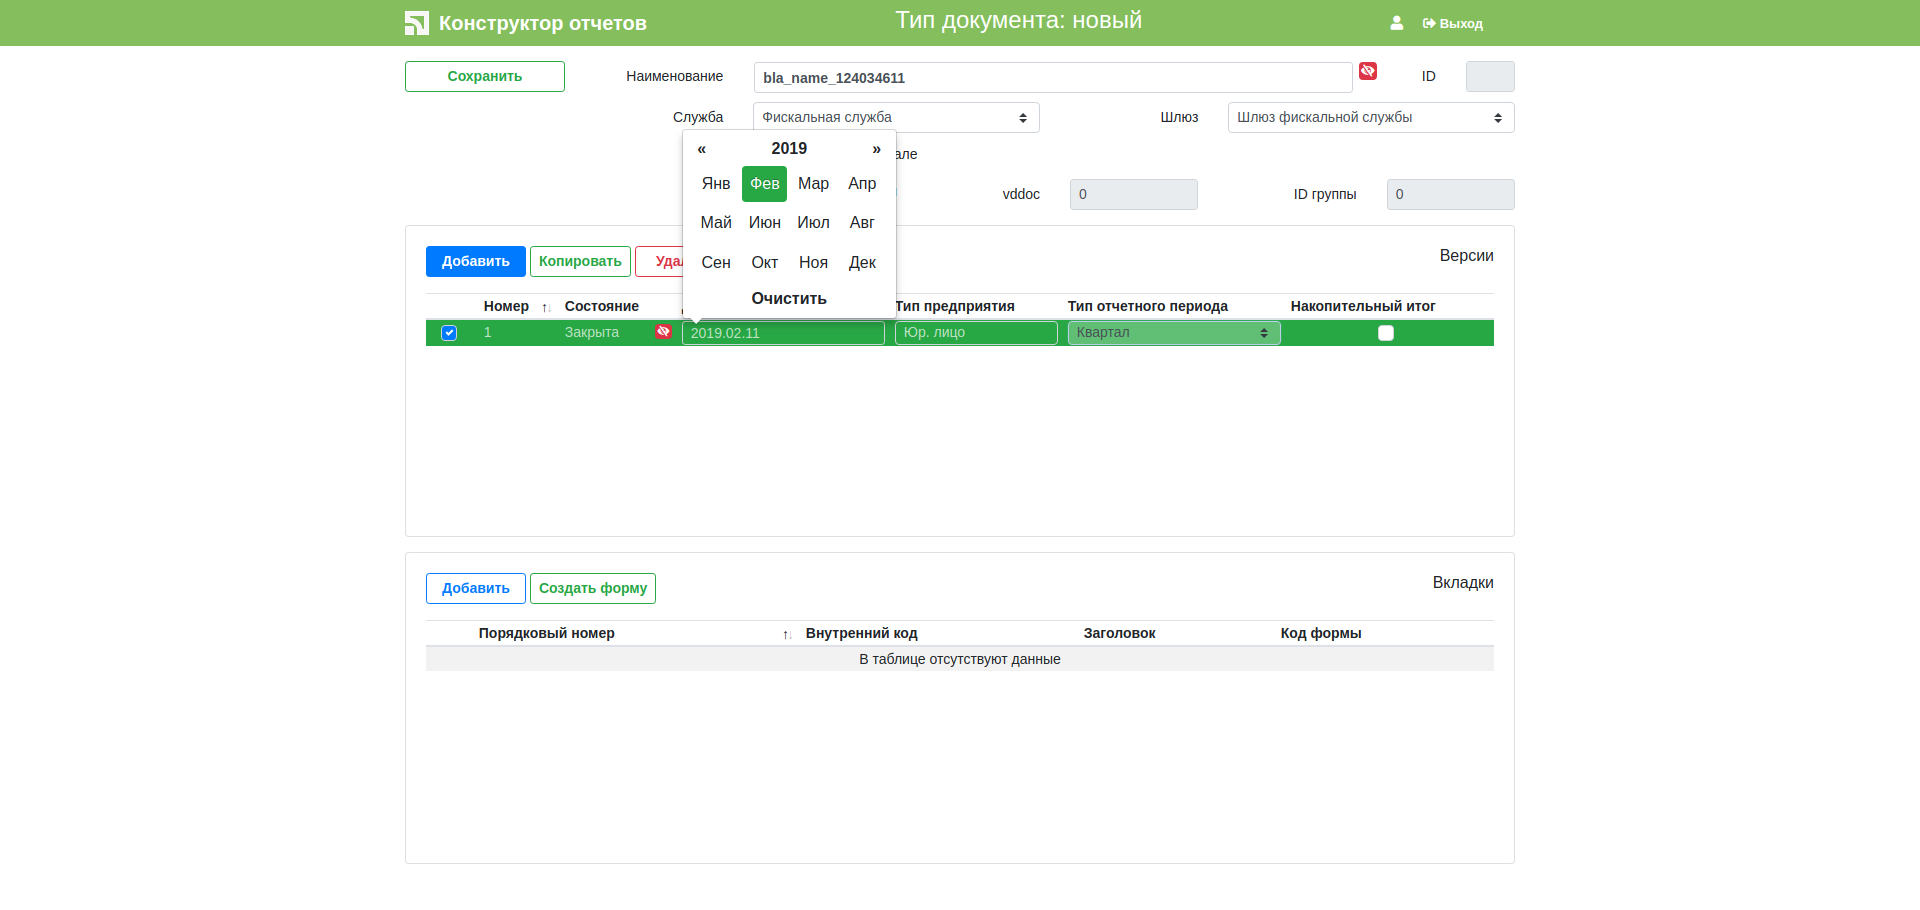 Конструктор отчетов
Тип документа: новый
Выход
Сохранить
Наименование
bla_name_124034611
ID
Служба
Фискальная служба
Шлюз
Шлюз фискальной службы
« 2019 »
Янв Фев Мар Апр
Май Июн Июл Авг
Сен Окт Ноя Дек
Очистить
vddoc
0
ID группы
0
Добавить
Копировать
Версии
Номер
Состояние
Тип предприятия
Тип отчетного периода
Накопительный итог
1
Закрыта
2019.02.11
Юр. лицо
Квартал
Добавить
Создать форму
Вкладки
Порядковый номер
Внутренний код
Заголовок
Код формы
В таблице отсутствуют данные